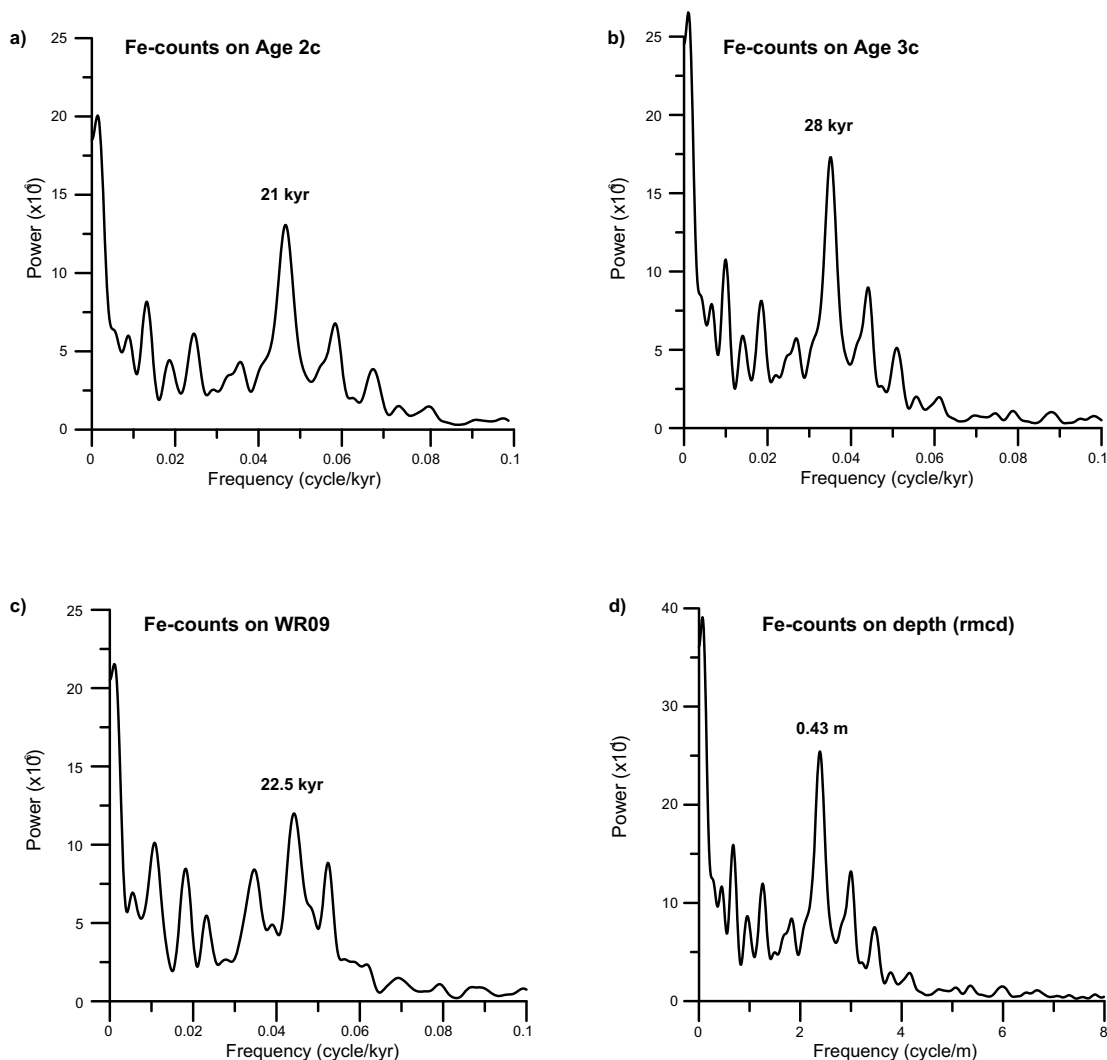 a)
Fe-counts on Age 2c
25
20
15
10
5
0
Power (x10⁶)
21 kyr
0 0.02 0.04 0.06 0.08 0.1
Frequency (cycle/kyr)
b)
Fe-counts on Age 3c
25
20
15
10
5
0
Power (x10⁶)
28 kyr
0 0.02 0.04 0.06 0.08 0.1
Frequency (cycle/kyr)
c)
Fe-counts on WR09
25
20
15
10
5
0
Power (x10⁶)
22.5 kyr
0 0.02 0.04 0.06 0.08 0.1
Frequency (cycle/kyr)
d)
Fe-counts on depth (rmcd)
40
30
20
10
0
Power
0.43 m
0 2 4 6 8
Frequency (cycle/m)